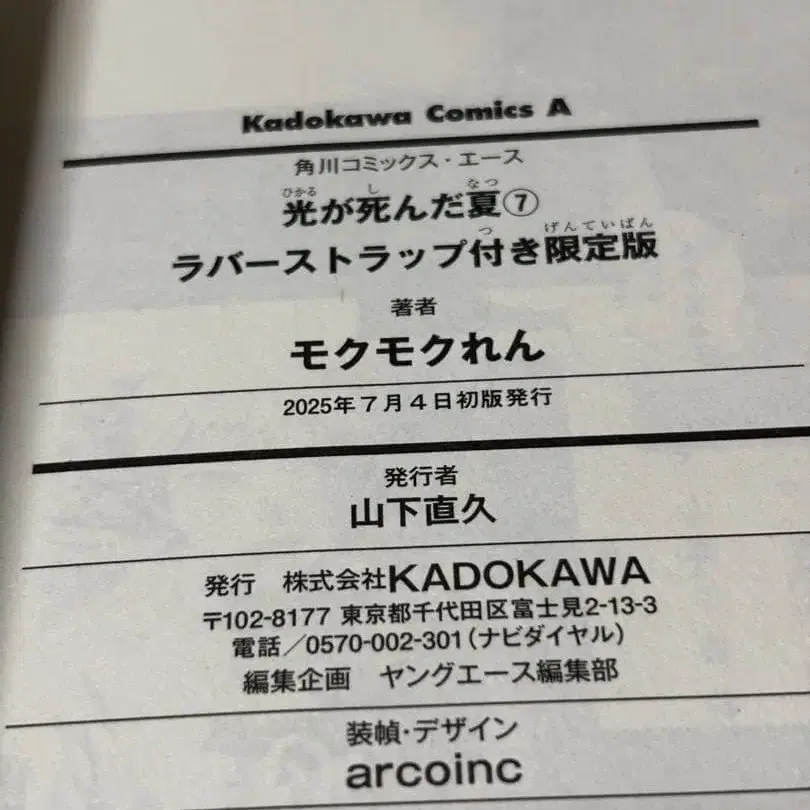 Kadokawa Comics A
角川コミックス・エース
ひかる し なつ
光が死んだ夏⑦
つ げんていばん
ラバーストラップ付き限定版
著者
モクモクれん
2025年7月4日初版発行
発行者
山下直久
発行 株式会社KADOKAWA
〒102-8177 東京都千代田区富士見2-13-3
電話/0570-002-301(ナビダイヤル)
編集企画 ヤングエース編集部
装幀・デザイン
arcoinc